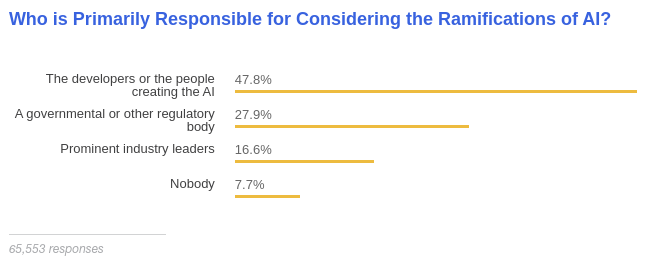 Who is Primarily Responsible for Considering the Ramifications of AI?
The developers or the people
creating the AI
47.8%
A governmental or other regulatory
body
27.9%
Prominent industry leaders
16.6%
Nobody
7.7%
65,553 responses